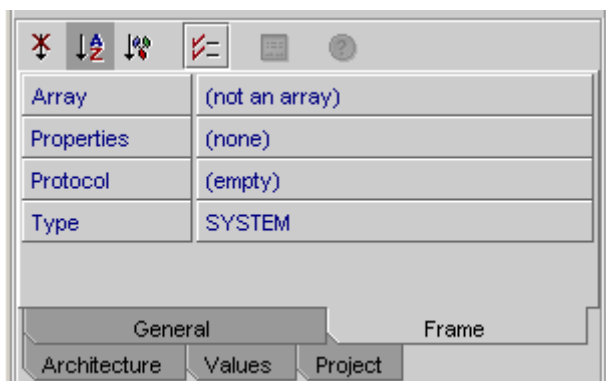 Array (not an array)
Properties (none)
Protocol (empty)
Type SYSTEM
General Frame
Architecture Values Project